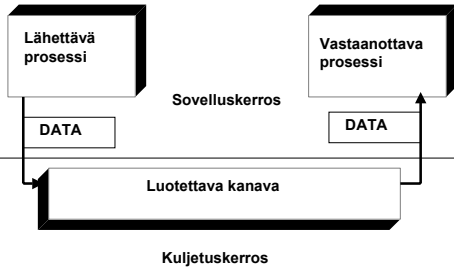 Lähettävä
prosessi
Vastaanottava
prosessi
Sovelluskerros
DATA
DATA
Luotettava kanava
Kuljetuskerros